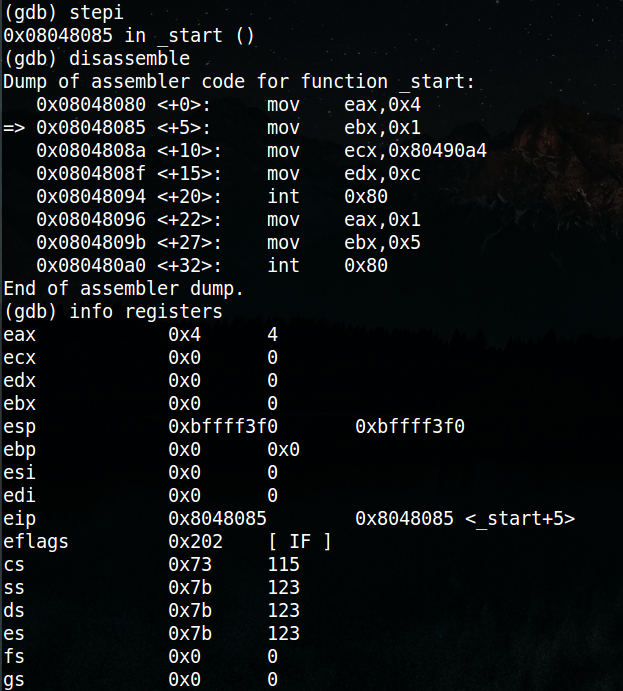 (gdb) stepi
0x08048085 in _start ()
(gdb) disassemble
Dump of assembler code for function _start:
   0x08048080 <+0>:     mov    eax,0x4
=> 0x08048085 <+5>:     mov    ebx,0x1
   0x0804808a <+10>:    mov    ecx,0x80490a4
   0x0804808f <+15>:    mov    edx,0xc
   0x08048094 <+20>:    int    0x80
   0x08048096 <+22>:    mov    eax,0x1
   0x0804809b <+27>:    mov    ebx,0x5
   0x080480a0 <+32>:    int    0x80
End of assembler dump.
(gdb) info registers
eax            0x4      4
ecx            0x0      0
edx            0x0      0
ebx            0x0      0
esp            0xbffff3f0       0xbffff3f0
ebp            0x0      0x0
esi            0x0      0
edi            0x0      0
eip            0x8048085        0x8048085 <_start+5>
eflags         0x202    [ IF ]
cs             0x73     115
ss             0x7b     123
ds             0x7b     123
es             0x7b     123
fs             0x0      0
gs             0x0      0